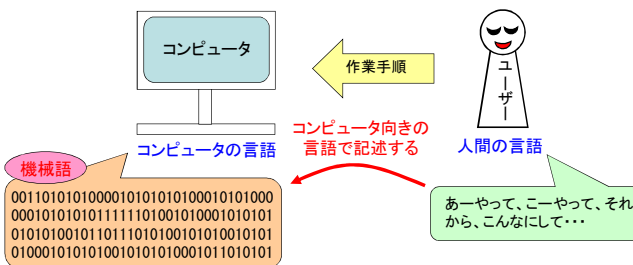 コンピュータ
作業手順
ユーザー
コンピュータの言語
コンピュータ向きの
言語で記述する
人間の言語
機械語
0011010101000010101010100010101000
0001010101011111101001010001010101
0101010010110111010100101010010101
0100010101010010101010001011010101
あーやって、こーやって、それ
から、こんなにして・・・